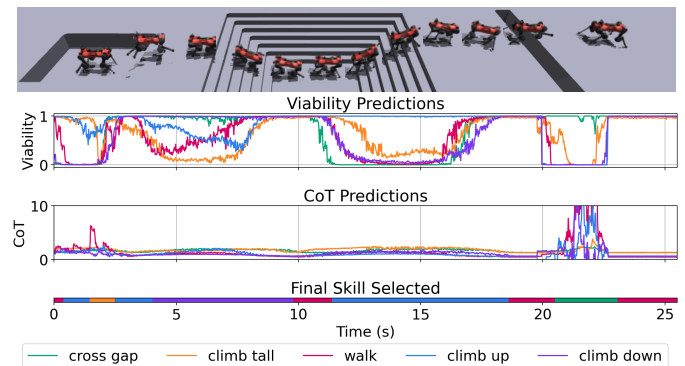 Viability Predictions
1
0
Viability
CoT Predictions
10
0
CoT
Final Skill Selected
0 5 10 15 20 25
Time (s)
cross gap climb tall walk climb up climb down